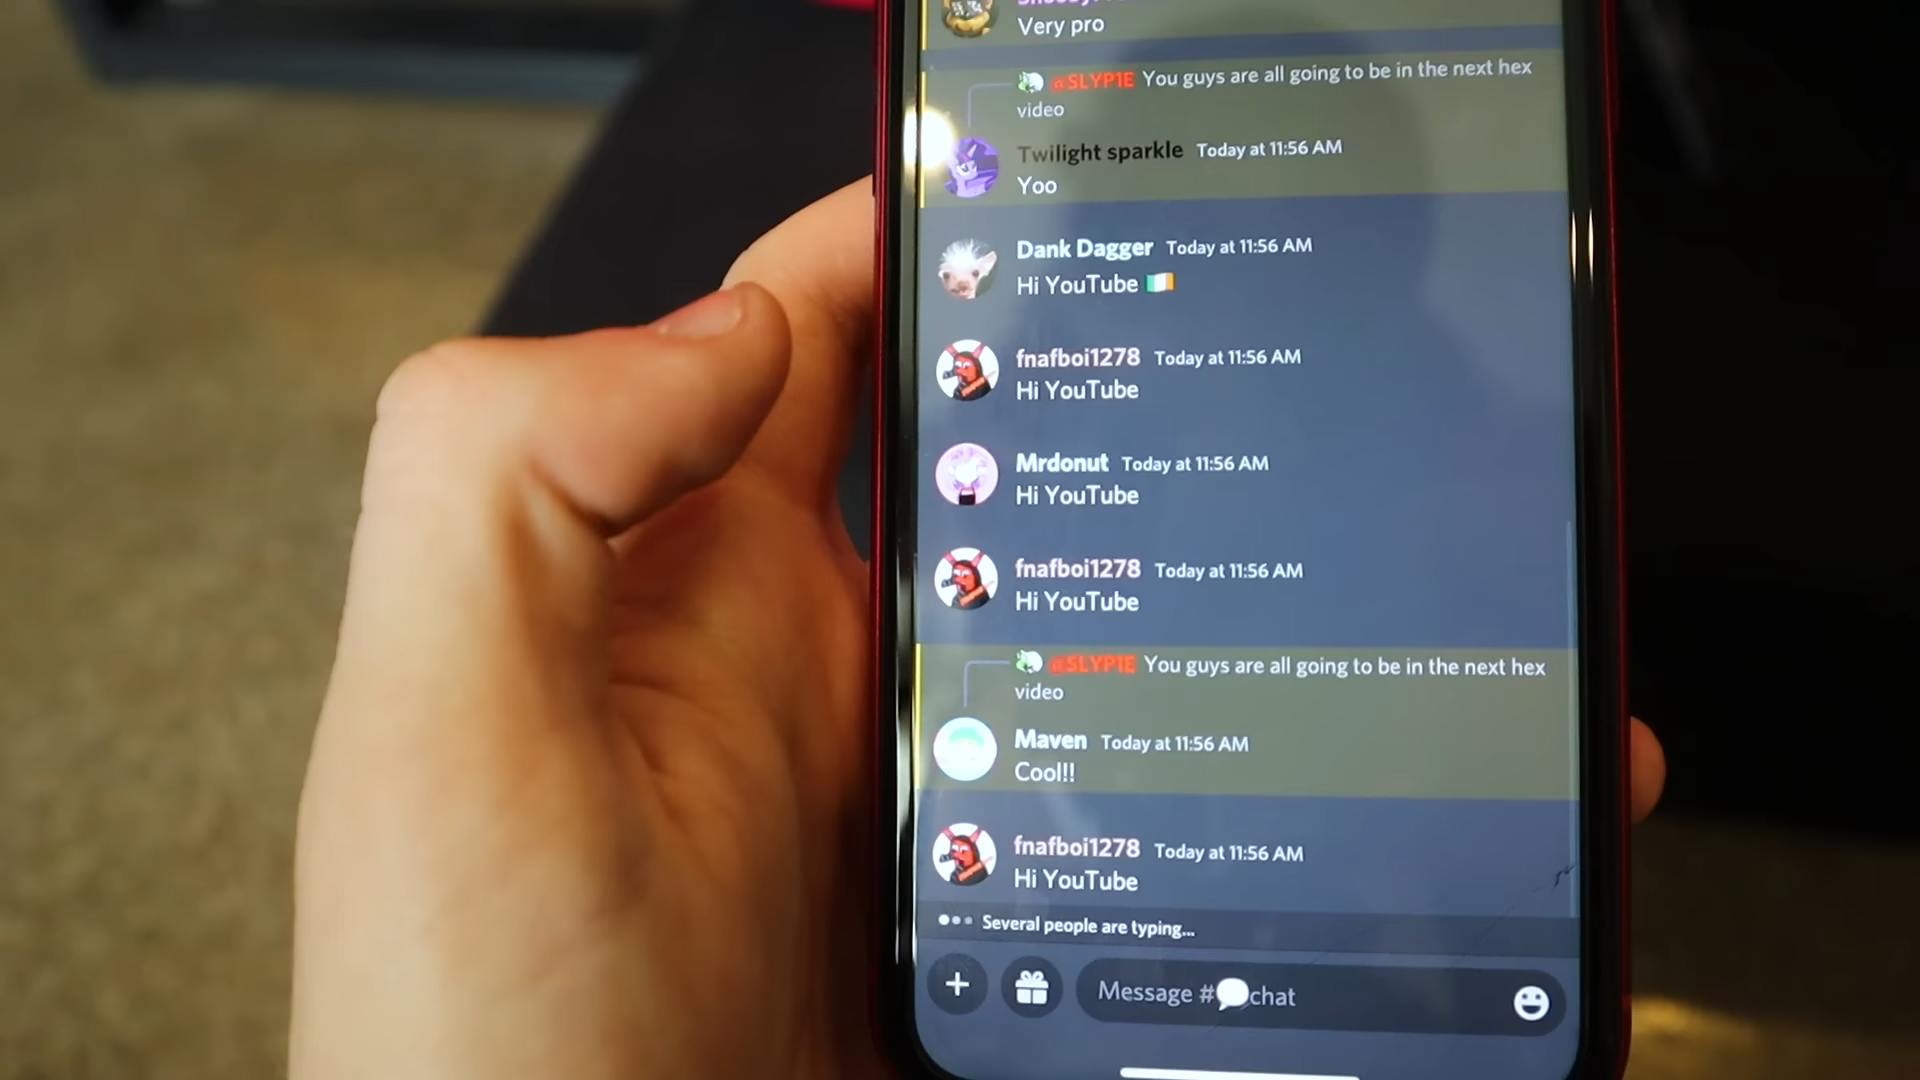 Very pro
@SLYP1E You guys are all going to be in the next hex
video
Twilight sparkle Today at 11:56 AM
Yoo
Dank Dagger Today at 11:56 AM
Hi YouTube 🇮🇪
fnafboi1278 Today at 11:56 AM
Hi YouTube
Mrdonut Today at 11:56 AM
Hi YouTube
fnafboi1278 Today at 11:56 AM
Hi YouTube
@SLYP1E You guys are all going to be in the next hex
video
Maven Today at 11:56 AM
Cool!!
fnafboi1278 Today at 11:56 AM
Hi YouTube
Several people are typing...
Message #💬chat